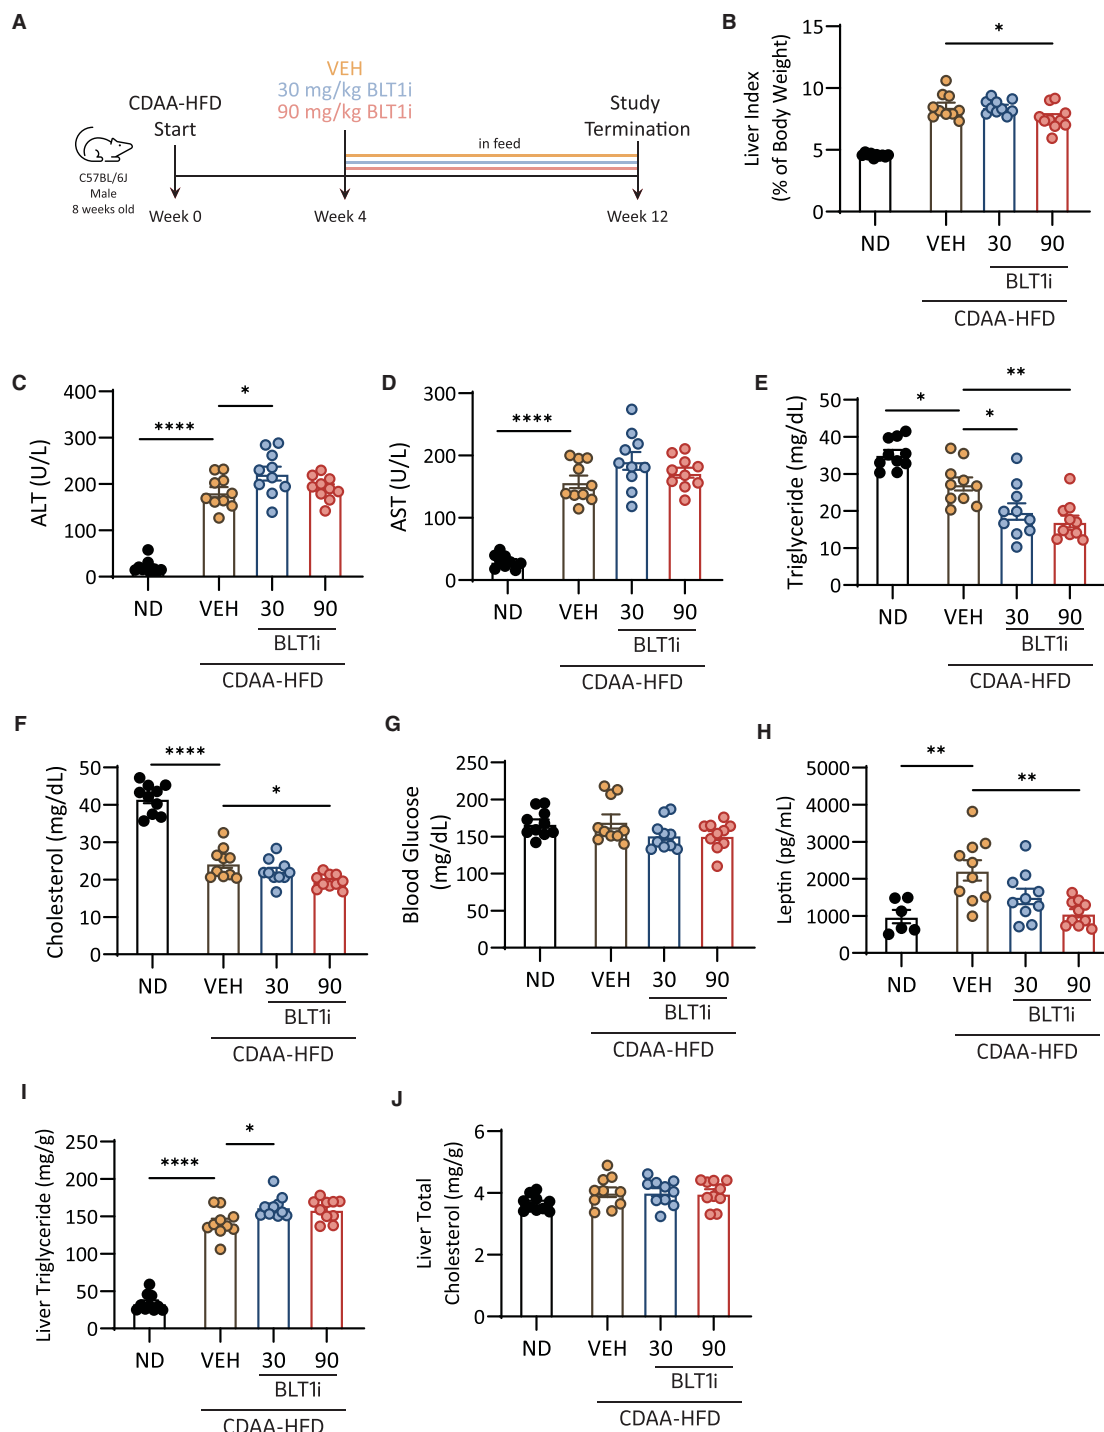 A
CDAA-HFD
Start
VEH
30 mg/kg BLT1i
90 mg/kg BLT1i
Study
Termination
in feed
C57BL/6J
Male
8 weeks old
Week 0
Week 4
Week 12
B
Liver Index
(% of Body Weight)
15
10
5
0
*
ND
VEH
30
90
BLT1i
CDAA-HFD
C
ALT (U/L)
400
300
200
100
0
****
*
ND
VEH
30
90
BLT1i
CDAA-HFD
D
AST (U/L)
300
200
100
0
****
ND
VEH
30
90
BLT1i
CDAA-HFD
E
Triglyceride (mg/dL)
50
40
30
20
10
0
*
*
**
ND
VEH
30
90
BLT1i
CDAA-HFD
F
Cholesterol (mg/dL)
50
40
30
20
10
0
****
*
ND
VEH
30
90
BLT1i
CDAA-HFD
G
Blood Glucose
(mg/dL)
250
200
150
100
50
0
ND
VEH
30
90
BLT1i
CDAA-HFD
H
Leptin (pg/mL)
5000
4000
3000
2000
1000
0
**
**
ND
VEH
30
90
BLT1i
CDAA-HFD
I
Liver Triglyceride (mg/g)
250
200
150
100
50
0
****
*
ND
VEH
30
90
BLT1i
CDAA-HFD
J
Liver Total
Cholesterol (mg/g)
6
4
2
0
ND
VEH
30
90
BLT1i
CDAA-HFD